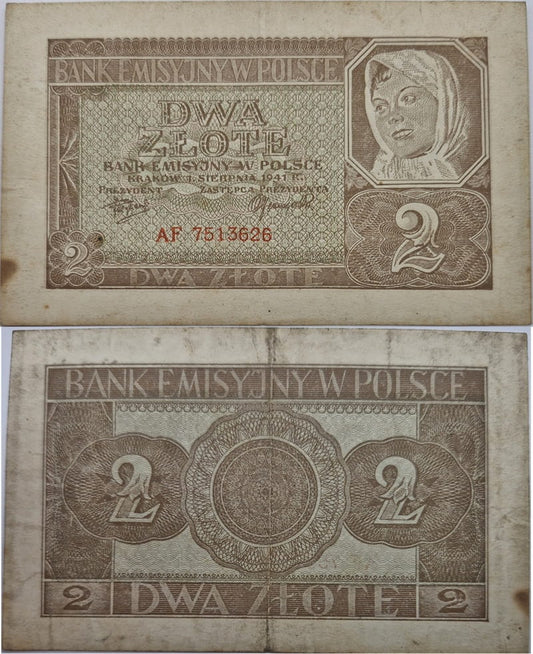 BANK EMISYJNY W POLSCE
DWA
ZŁOTE
BANK EMISYJNY W POLSCE
KRAKÓW 1. SIERPNIA 1941 R.
PREZYDENT ZASTĘPCA PREZYDENTA
AF 7513626
2 2
DWA ZŁOTE
BANK EMISYJNY W POLSCE
2 2
2 DWA ZŁOTE 2